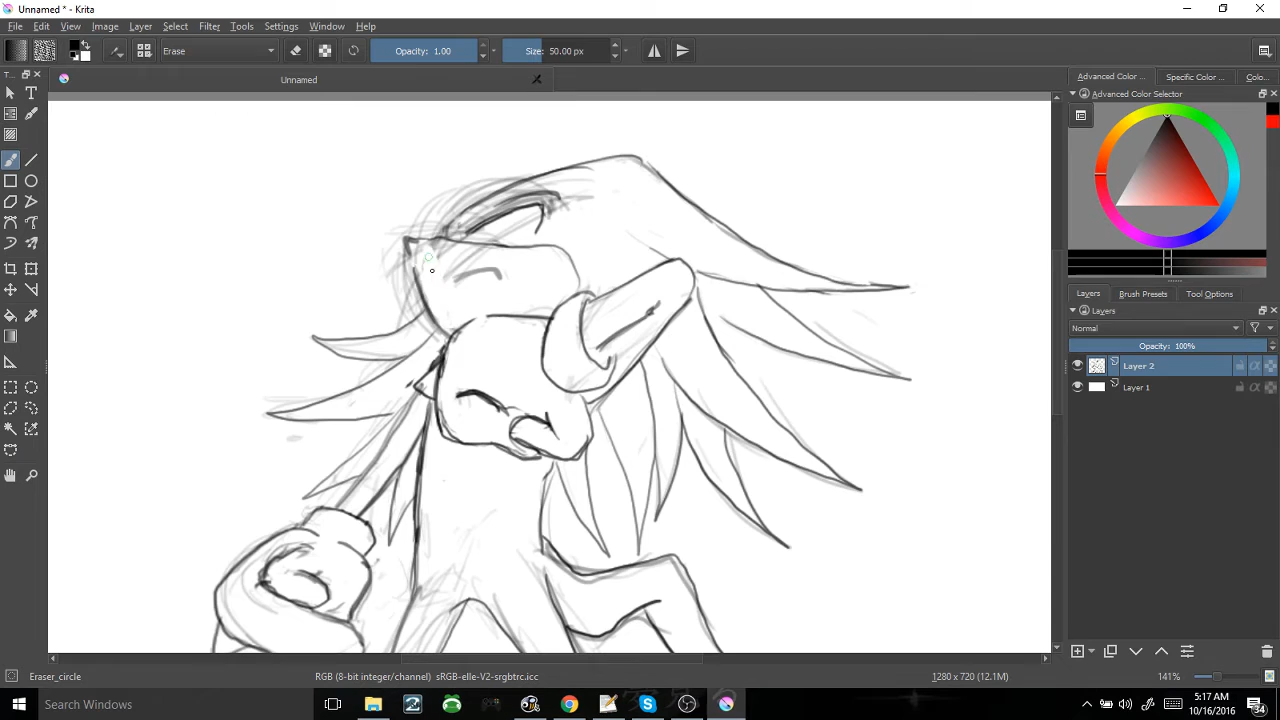 Unnamed * - Krita
File Edit View Image Layer Select Filter Tools Settings Window Help
Erase Opacity: 1.00 Size: 50.00 px
T...
Unnamed
Advanced Color ... Specific Color ... Colo...
Advanced Color Selector
Layers Brush Presets Tool Options
Layers
Normal
Opacity: 100%
Layer 2
Layer 1
Eraser_circle
RGB (8-bit integer/channel) sRGB-elle-V2-srgbtrc.icc
1280 x 720 (12.1M)
141%
Search Windows
5:17 AM
10/16/2016
34